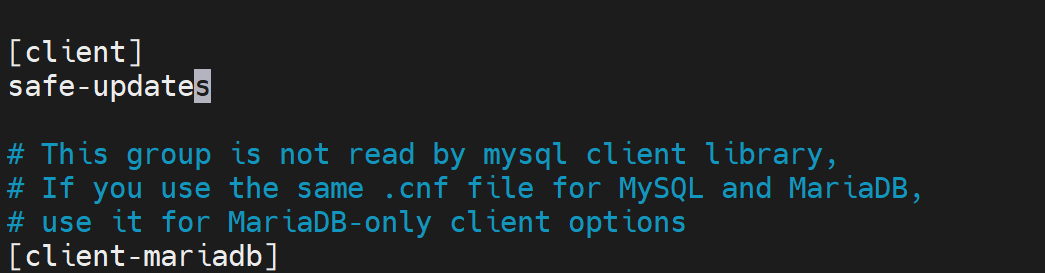 [client]
safe-updates
# This group is not read by mysql client library,
# If you use the same .cnf file for MySQL and MariaDB,
# use it for MariaDB-only client options
[client-mariadb]